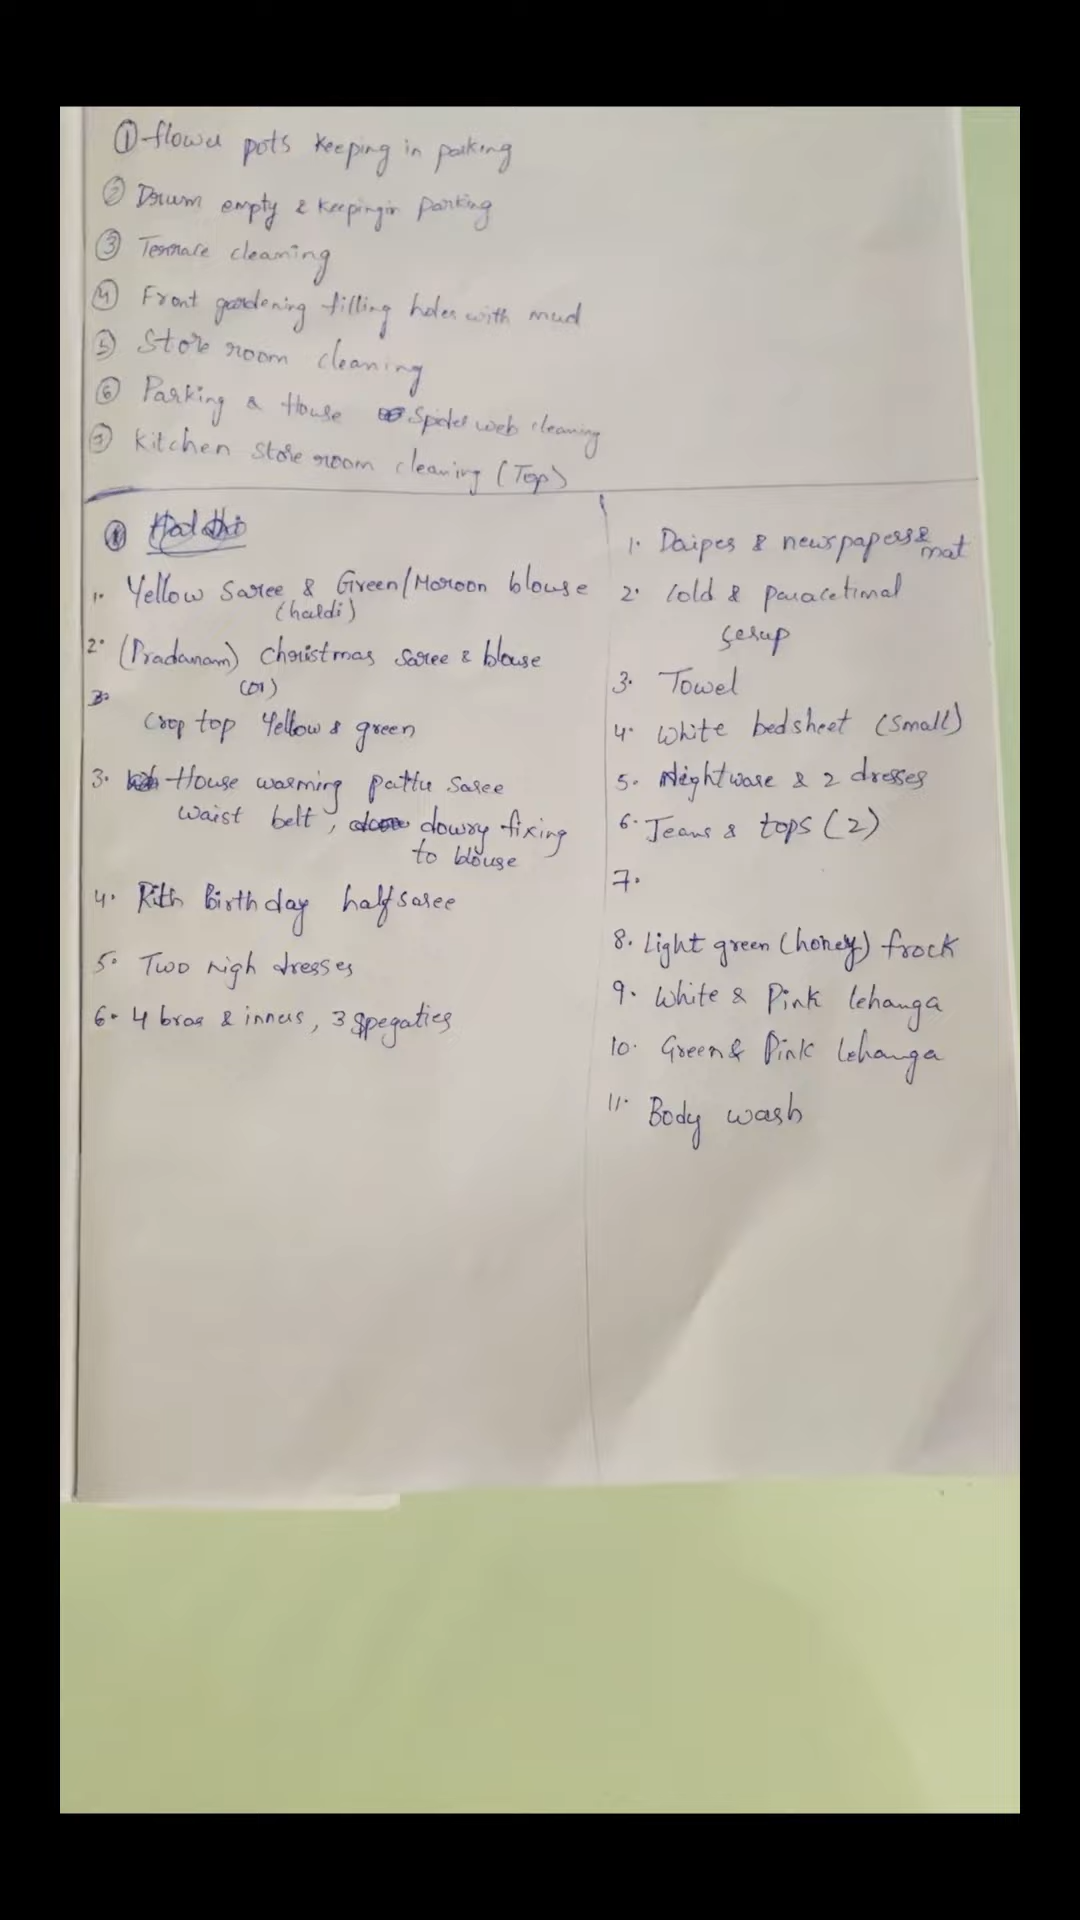 ① flower pots keeping in parking
② Drum empty & keepingin parking
③ Terrace cleaning
④ Front gardening filling holes with mud
⑤ Store room cleaning
⑥ Parking & House Spider web cleaning
⑦ Kitchen store room cleaning (Top)
1. Yellow Saree & Green/Maroon blouse
(haldi)
2. (Pradanam) Christmas saree & blouse
3. (or)
Crop top Yellow & green
3. House warming pattu saree
waist belt, dowry fixing
to blouse
4. Rith Birthday halfsaree
5. Two nigh dresses
6. 4 bras & inners, 3 spegaties
1. Daipes & newspapers & mat
2. Cold & paracetimal
serup
3. Towel
4. White bedsheet (small)
5. Nightware & 2 dresses
6. Jeans & tops (2)
7.
8. Light green (honey) frock
9. White & Pink lehanga
10. Green & Pink lehanga
11. Body wash